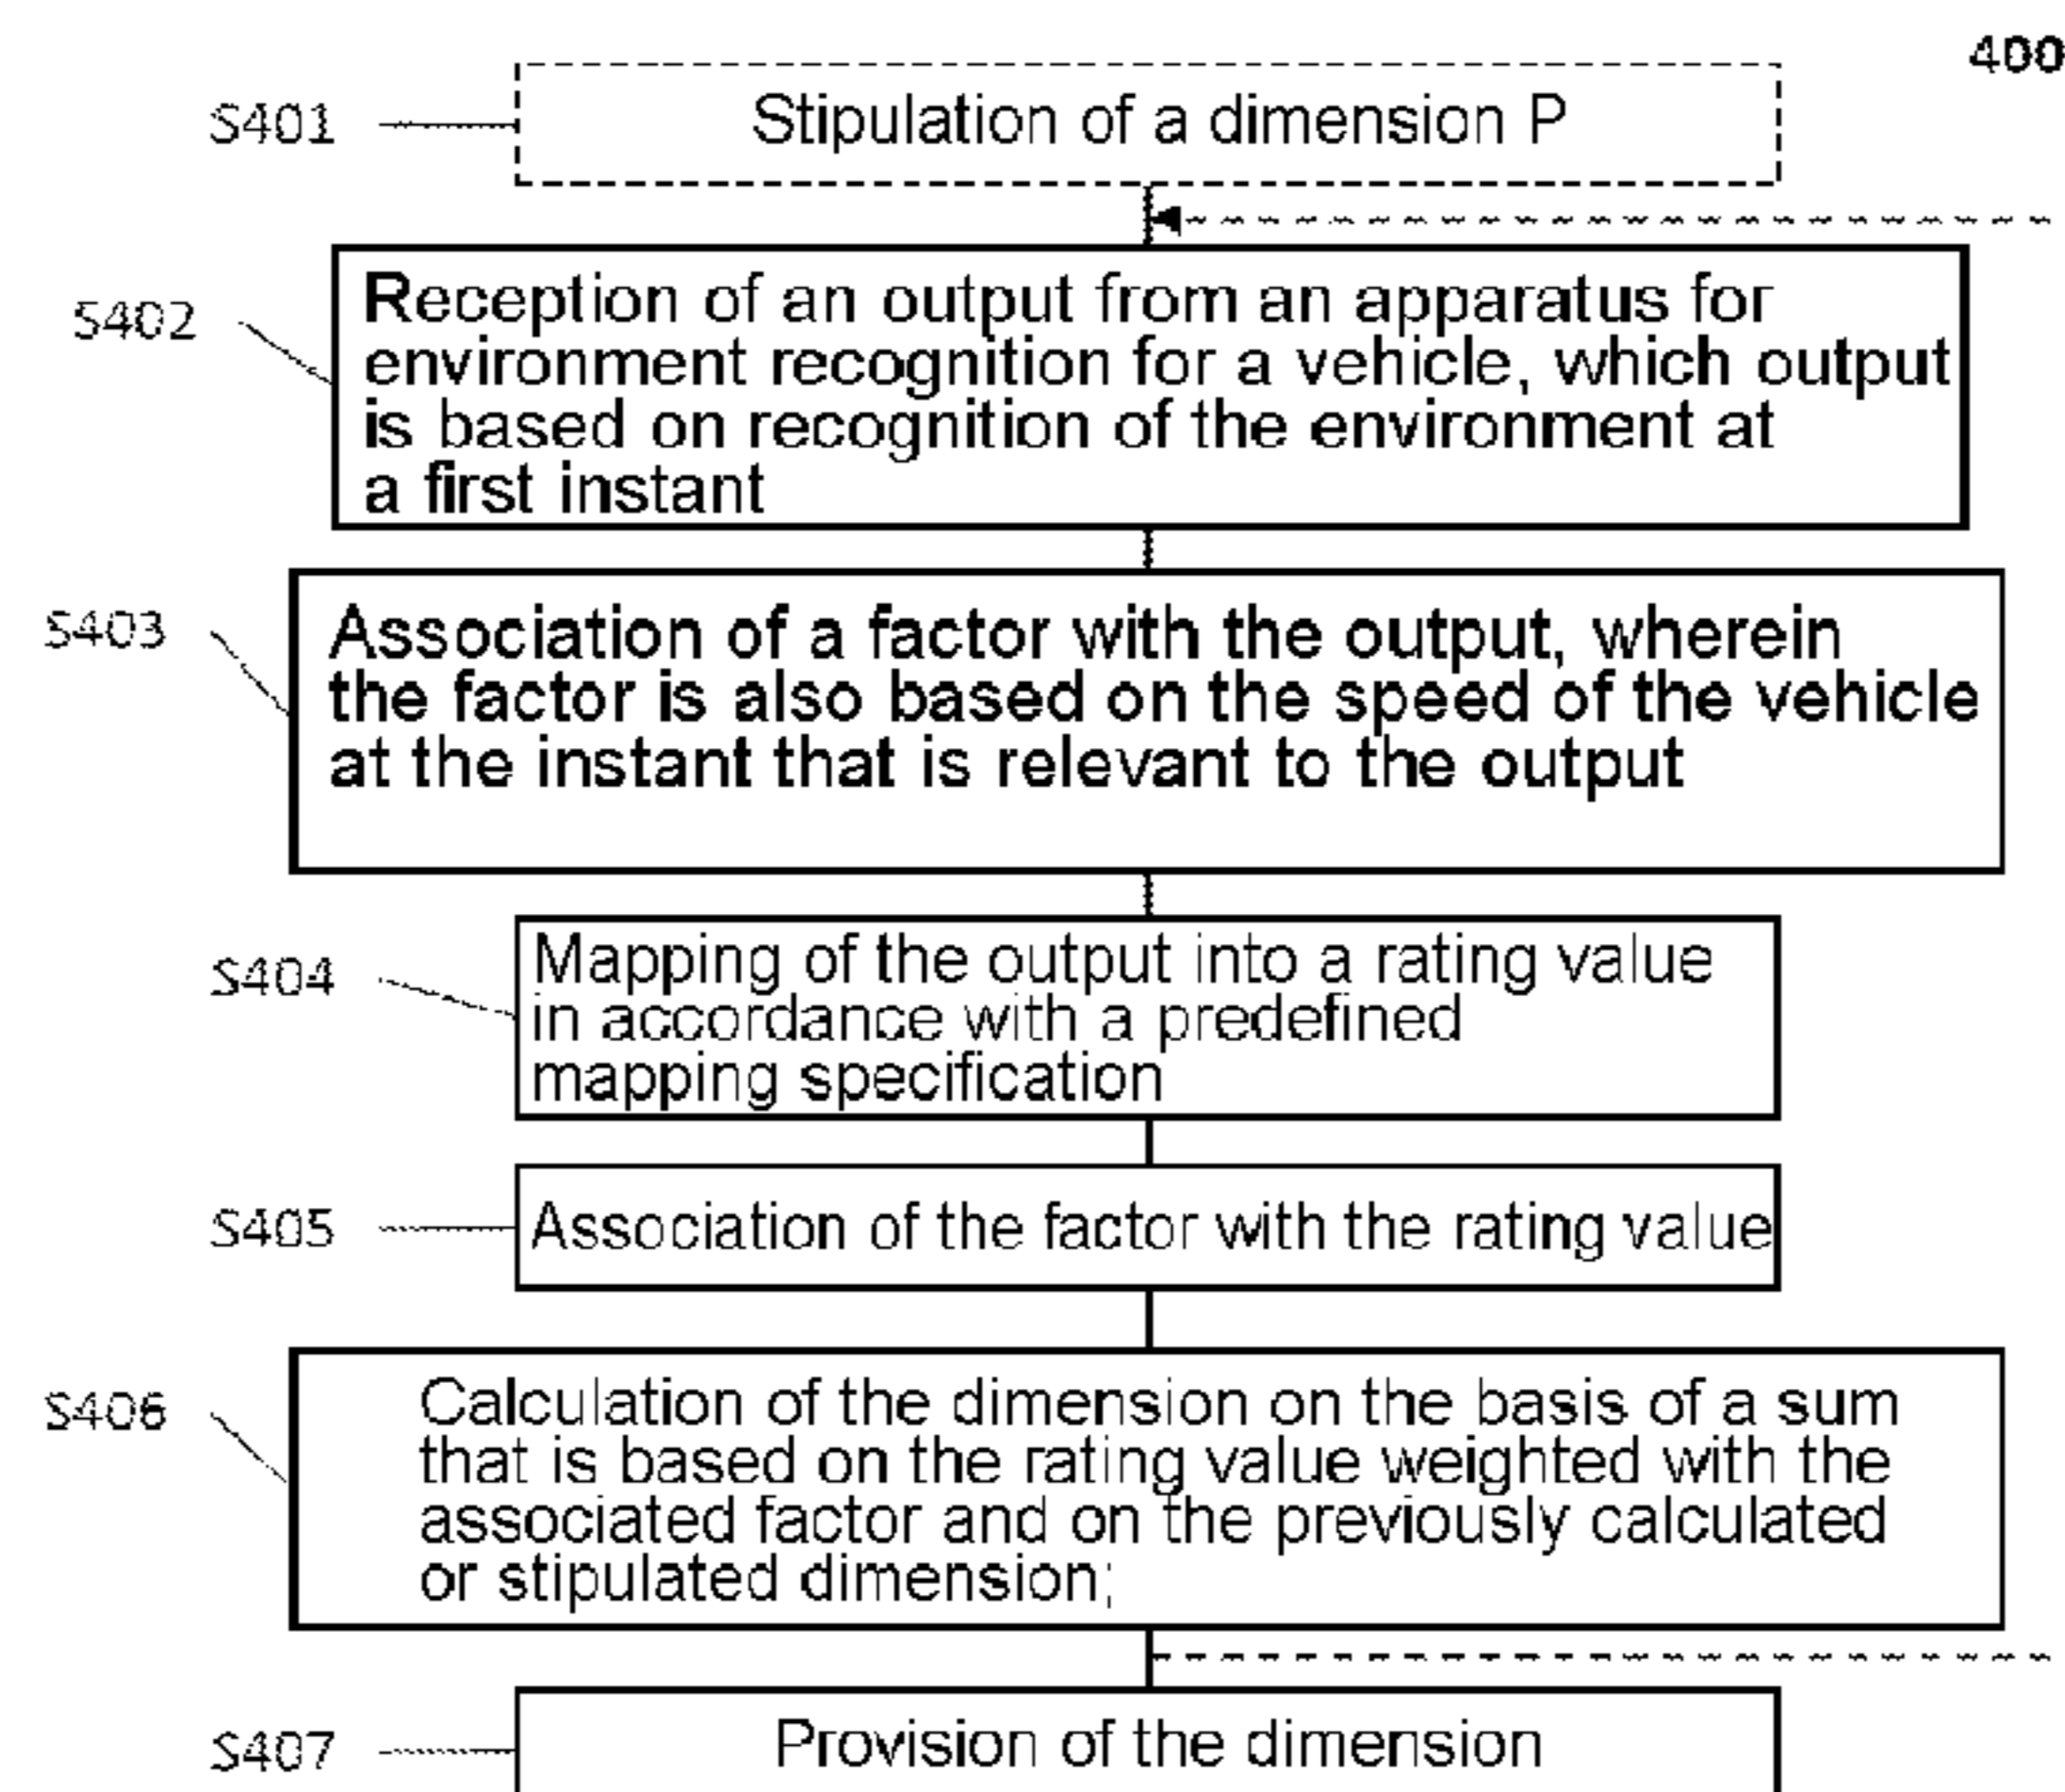 400
S401
Stipulation of a dimension P
S402
Reception of an output from an apparatus for
environment recognition for a vehicle, which output
is based on recognition of the environment at
a first instant
S403
Association of a factor with the output, wherein
the factor is also based on the speed of the vehicle
at the instant that is relevant to the output
S404
Mapping of the output into a rating value
in accordance with a predefined
mapping specification
S405
Association of the factor with the rating value
S406
Calculation of the dimension on the basis of a sum
that is based on the rating value weighted with the
associated factor and on the previously calculated
or stipulated dimension;
S407
Provision of the dimension